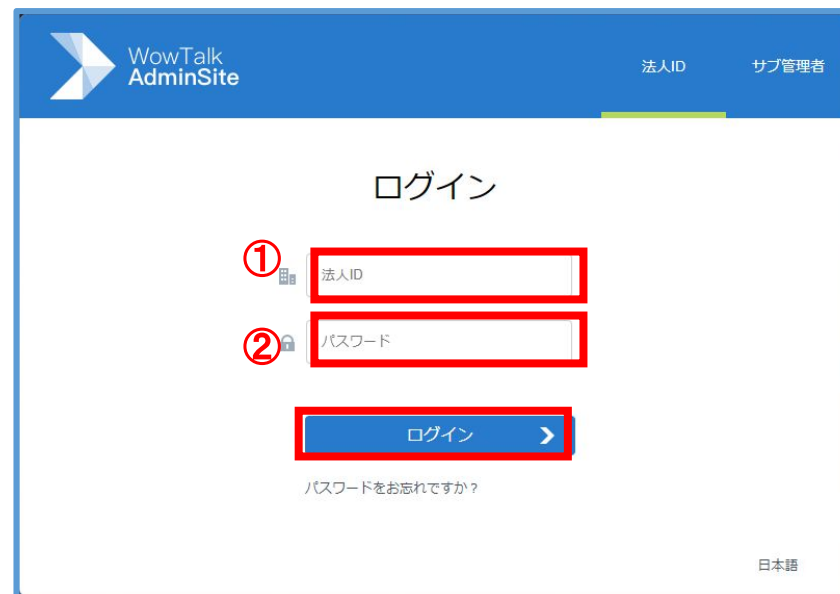 WowTalk
AdminSite
法人ID サブ管理者
ログイン
① 法人ID
② パスワード
ログイン
パスワードをお忘れですか？
日本語